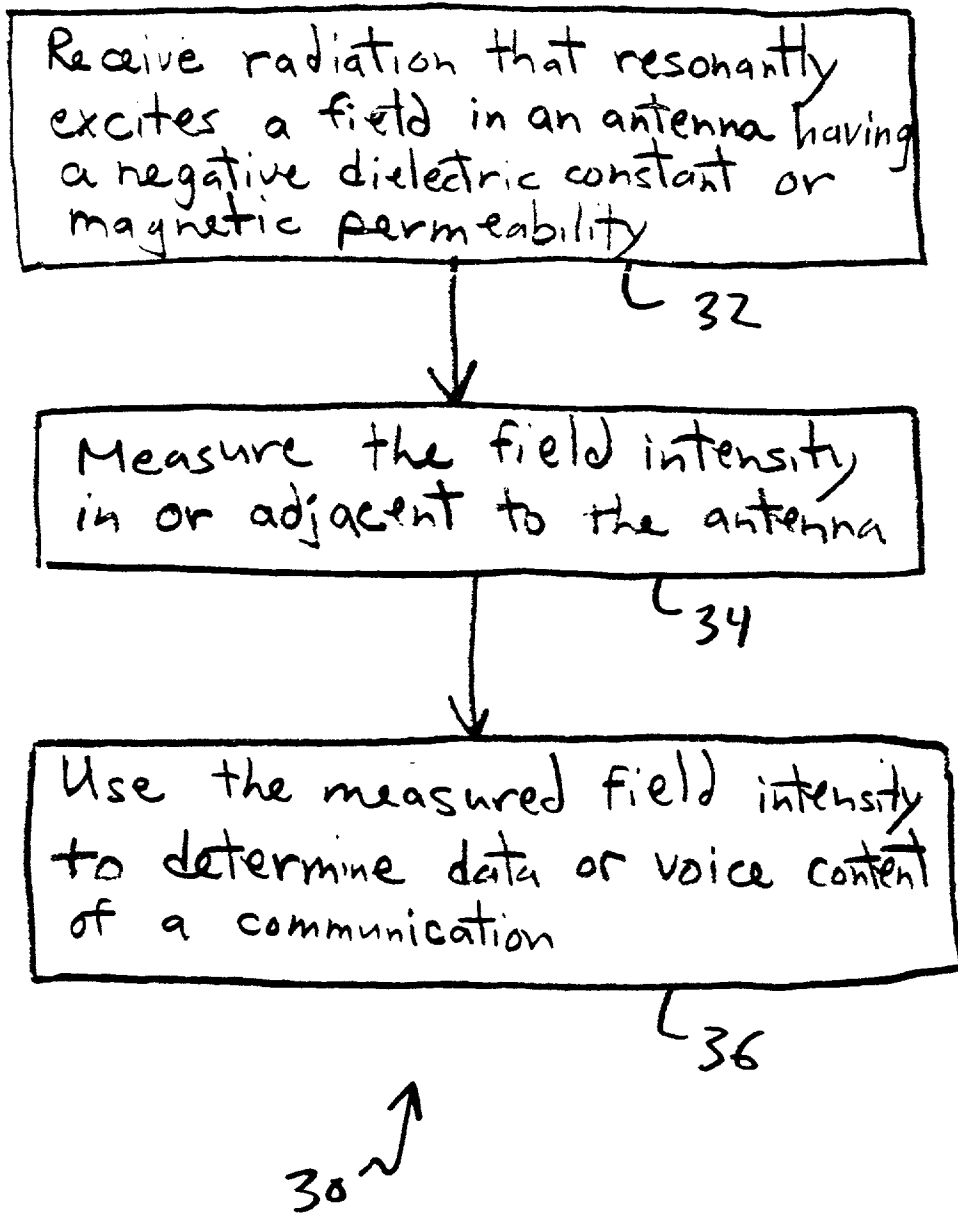 Receive radiation that resonantly
excites a field in an antenna having
a negative dielectric constant or
magnetic permeability
32
Measure the field intensity
in or adjacent to the antenna
34
Use the measured field intensity
to determine data or voice content
of a communication
36
30